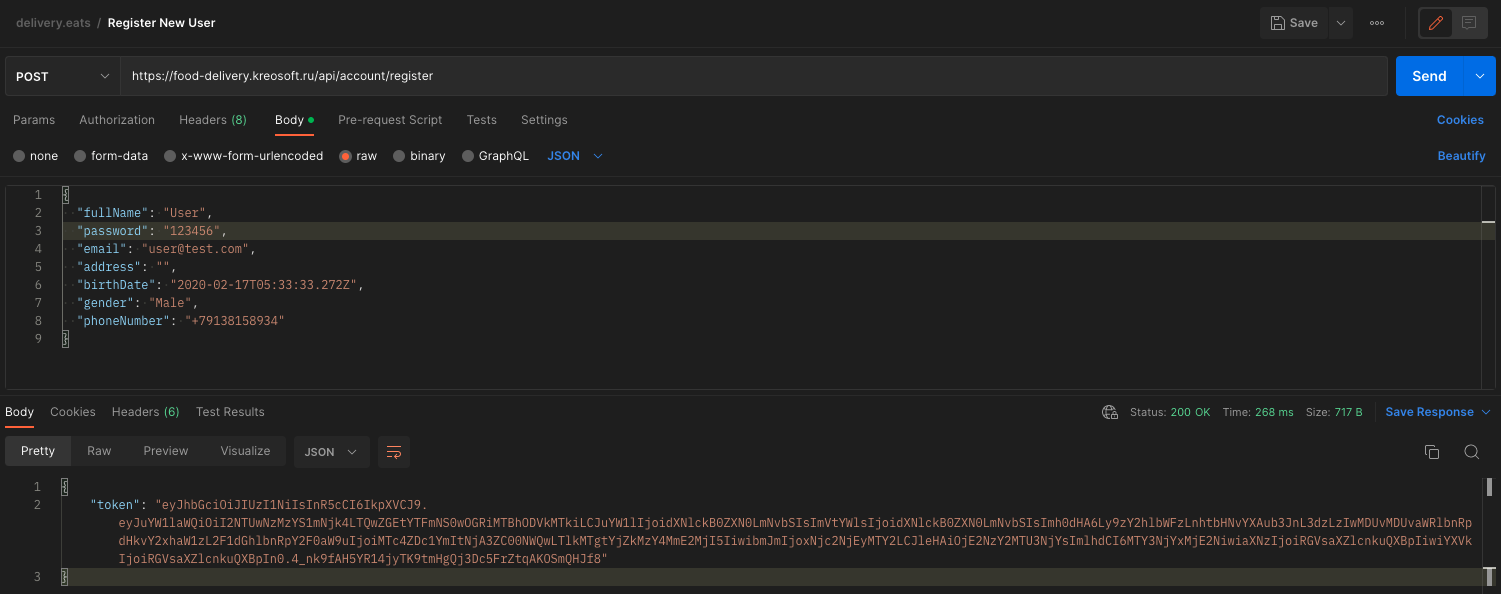 delivery.eats / Register New User
Save
POST
https://food-delivery.kreosoft.ru/api/account/register
Send
Params Authorization Headers (8) Body Pre-request Script Tests Settings Cookies
none form-data x-www-form-urlencoded raw binary GraphQL JSON Beautify
1 {
2 "fullName": "User",
3 "password": "123456",
4 "email": "user@test.com",
5 "address": "",
6 "birthDate": "2020-02-17T05:33:33.272Z",
7 "gender": "Male",
8 "phoneNumber": "+79138158934"
9 }
Body Cookies Headers (6) Test Results Status: 200 OK Time: 268 ms Size: 717 B Save Response
Pretty Raw Preview Visualize JSON
1 {
2 "token": "eyJhbGciOiJIUzI1NiIsInR5cCI6IkpXVCJ9.
eyJuYW1laWQiOiI2NTUwNzMzYS1mNjk4LTQwZGEtYTFmNS0wOGRiMTBhODVkMTkiLCJuYW1lIjoidXNlckB0ZXN0LmNvbSIsImVtYWlsIjoidXNlckB0ZXN0LmNvbSIsImh0dHA6Ly9zY2hlbWFzLnhtbHNvYXAub3JnL3dzLzIwMDUvMDUvaWRlbnRp
dHkvY2xhaW1zL2F1dGhlbnRpY2F0aW9uIjoiMTc4ZDc1YmItNjA3ZC00NWQwLTlkMTgtYjZkMzY4MmE2MjI5IiwibmJmIjoxNjc2NjEyMTY2LCJleHAiOjE2NzY2MTU3NjYsImlhdCI6MTY3NjYxMjE2NiwiaXNzIjoiRGVsaXZlcnkuQXBpIiwiYXVk
IjoiRGVsaXZlcnkuQXBpIn0.4_nk9fAH5YR14jyTK9tmHgQj3Dc5FrZtqAKOSmQHJf8"
3 }